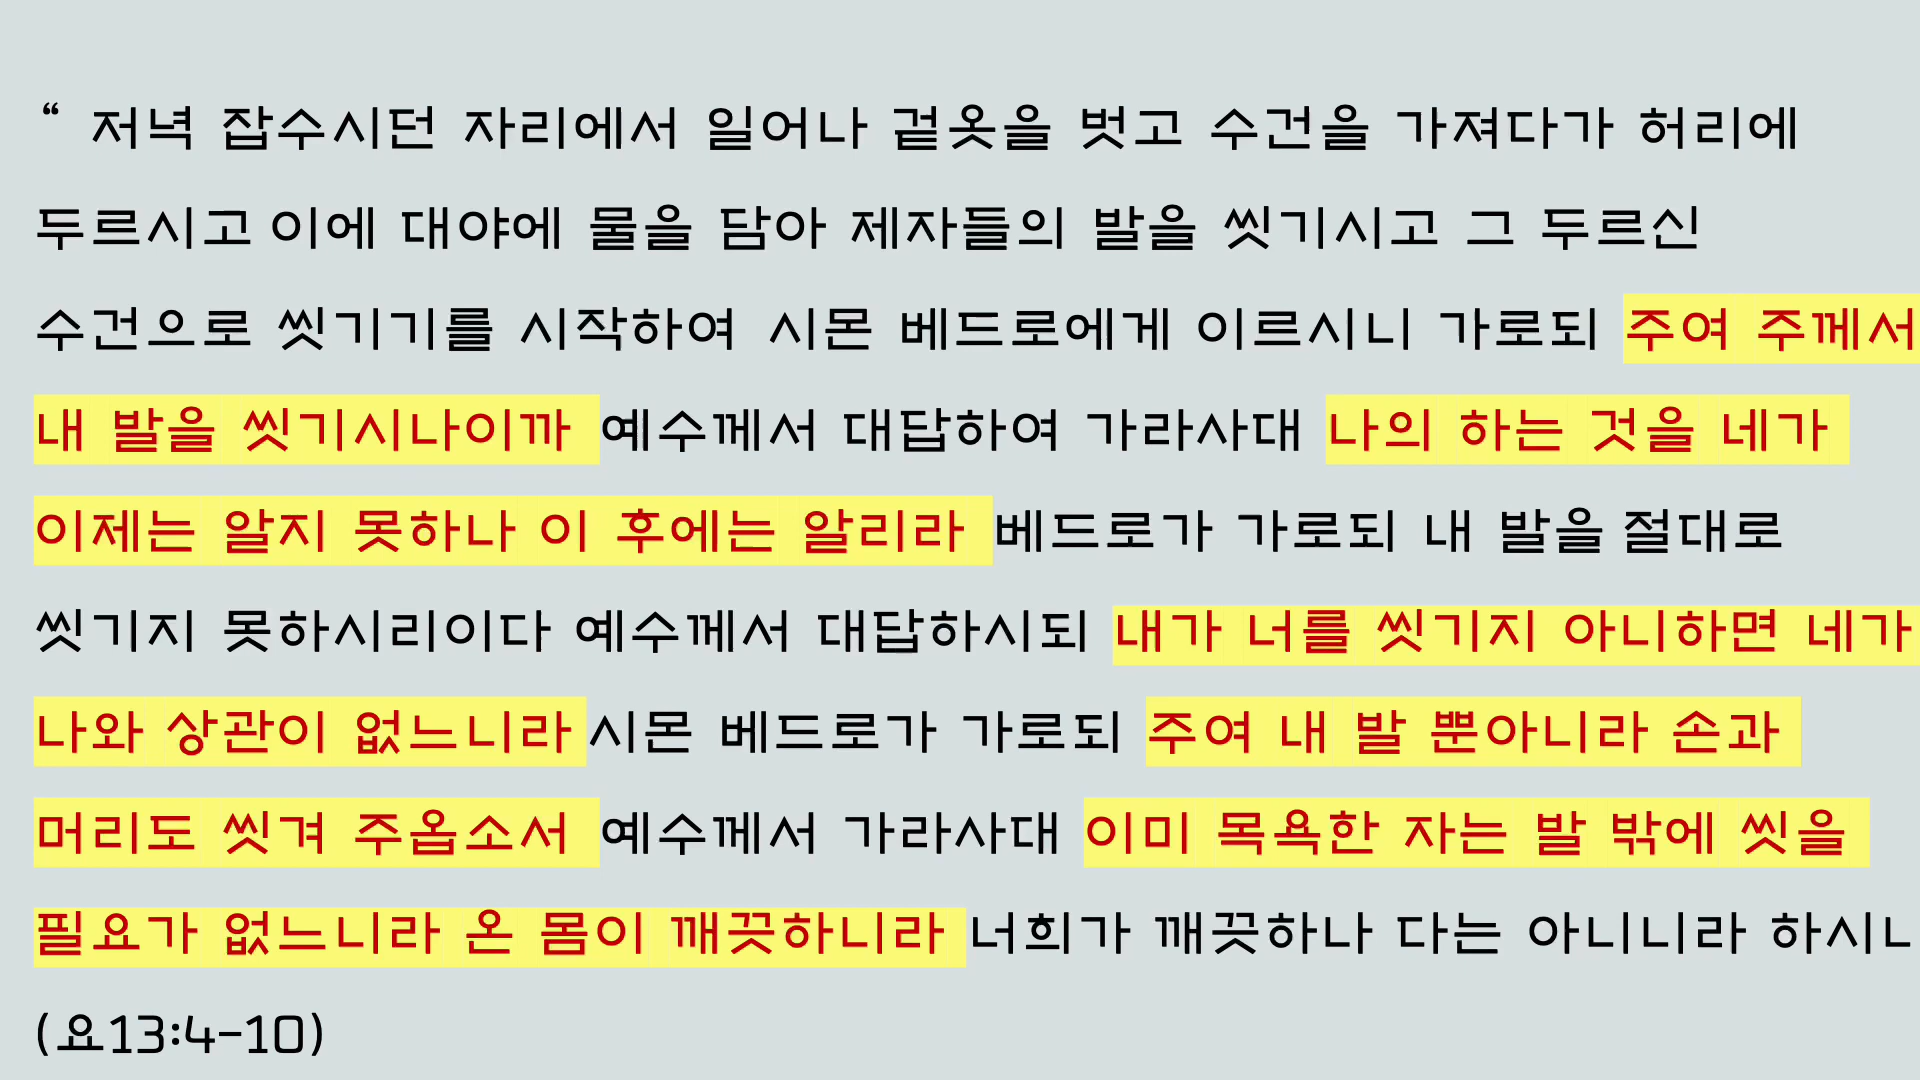 “ 저녁 잡수시던 자리에서 일어나 겉옷을 벗고 수건을 가져다가 허리에
두르시고 이에 대야에 물을 담아 제자들의 발을 씻기시고 그 두르신
수건으로 씻기기를 시작하여 시몬 베드로에게 이르시니 가로되 주여 주께서
내 발을 씻기시나이까 예수께서 대답하여 가라사대 나의 하는 것을 네가
이제는 알지 못하나 이 후에는 알리라 베드로가 가로되 내 발을 절대로
씻기지 못하시리이다 예수께서 대답하시되 내가 너를 씻기지 아니하면 네가
나와 상관이 없느니라 시몬 베드로가 가로되 주여 내 발 뿐아니라 손과
머리도 씻겨 주옵소서 예수께서 가라사대 이미 목욕한 자는 발 밖에 씻을
필요가 없느니라 온 몸이 깨끗하니라 너희가 깨끗하나 다는 아니니라 하시니
(요13:4-10)